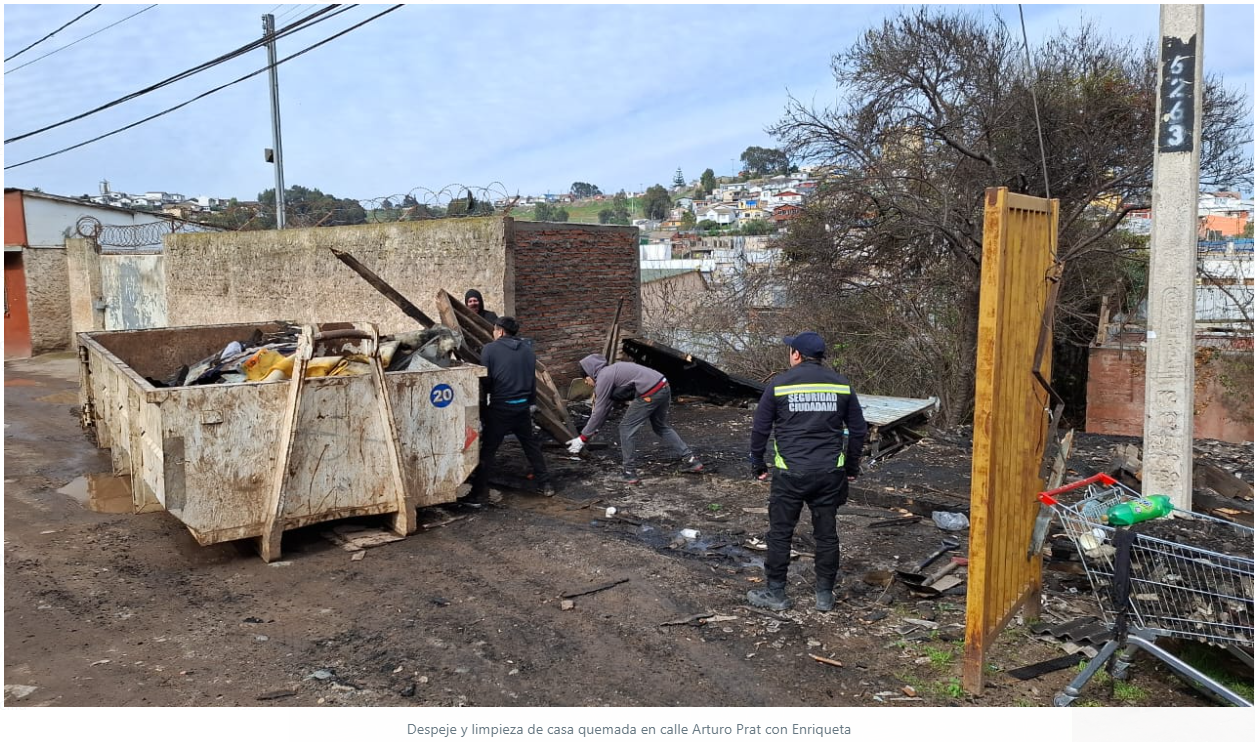 5263
20
SEGURIDAD
CIUDADANA
Despeje y limpieza de casa quemada en calle Arturo Prat con Enriqueta